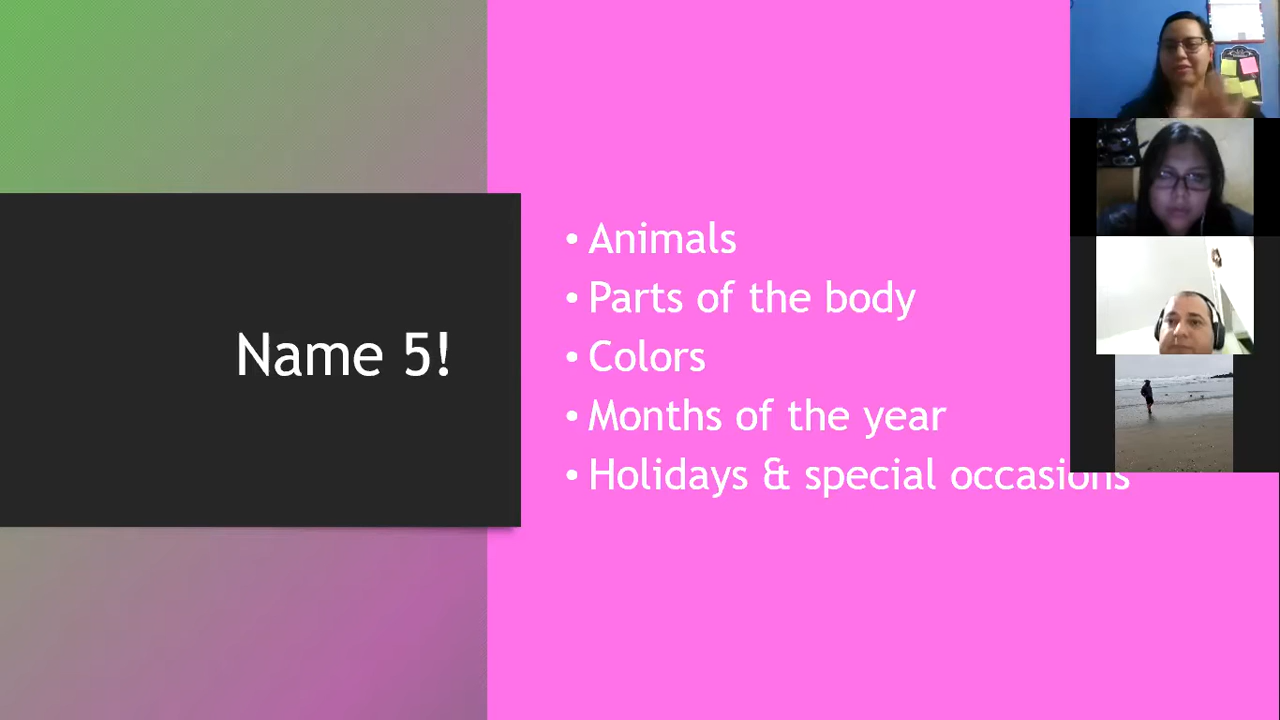 Name 5!
• Animals
• Parts of the body
• Colors
• Months of the year
• Holidays & special occasions